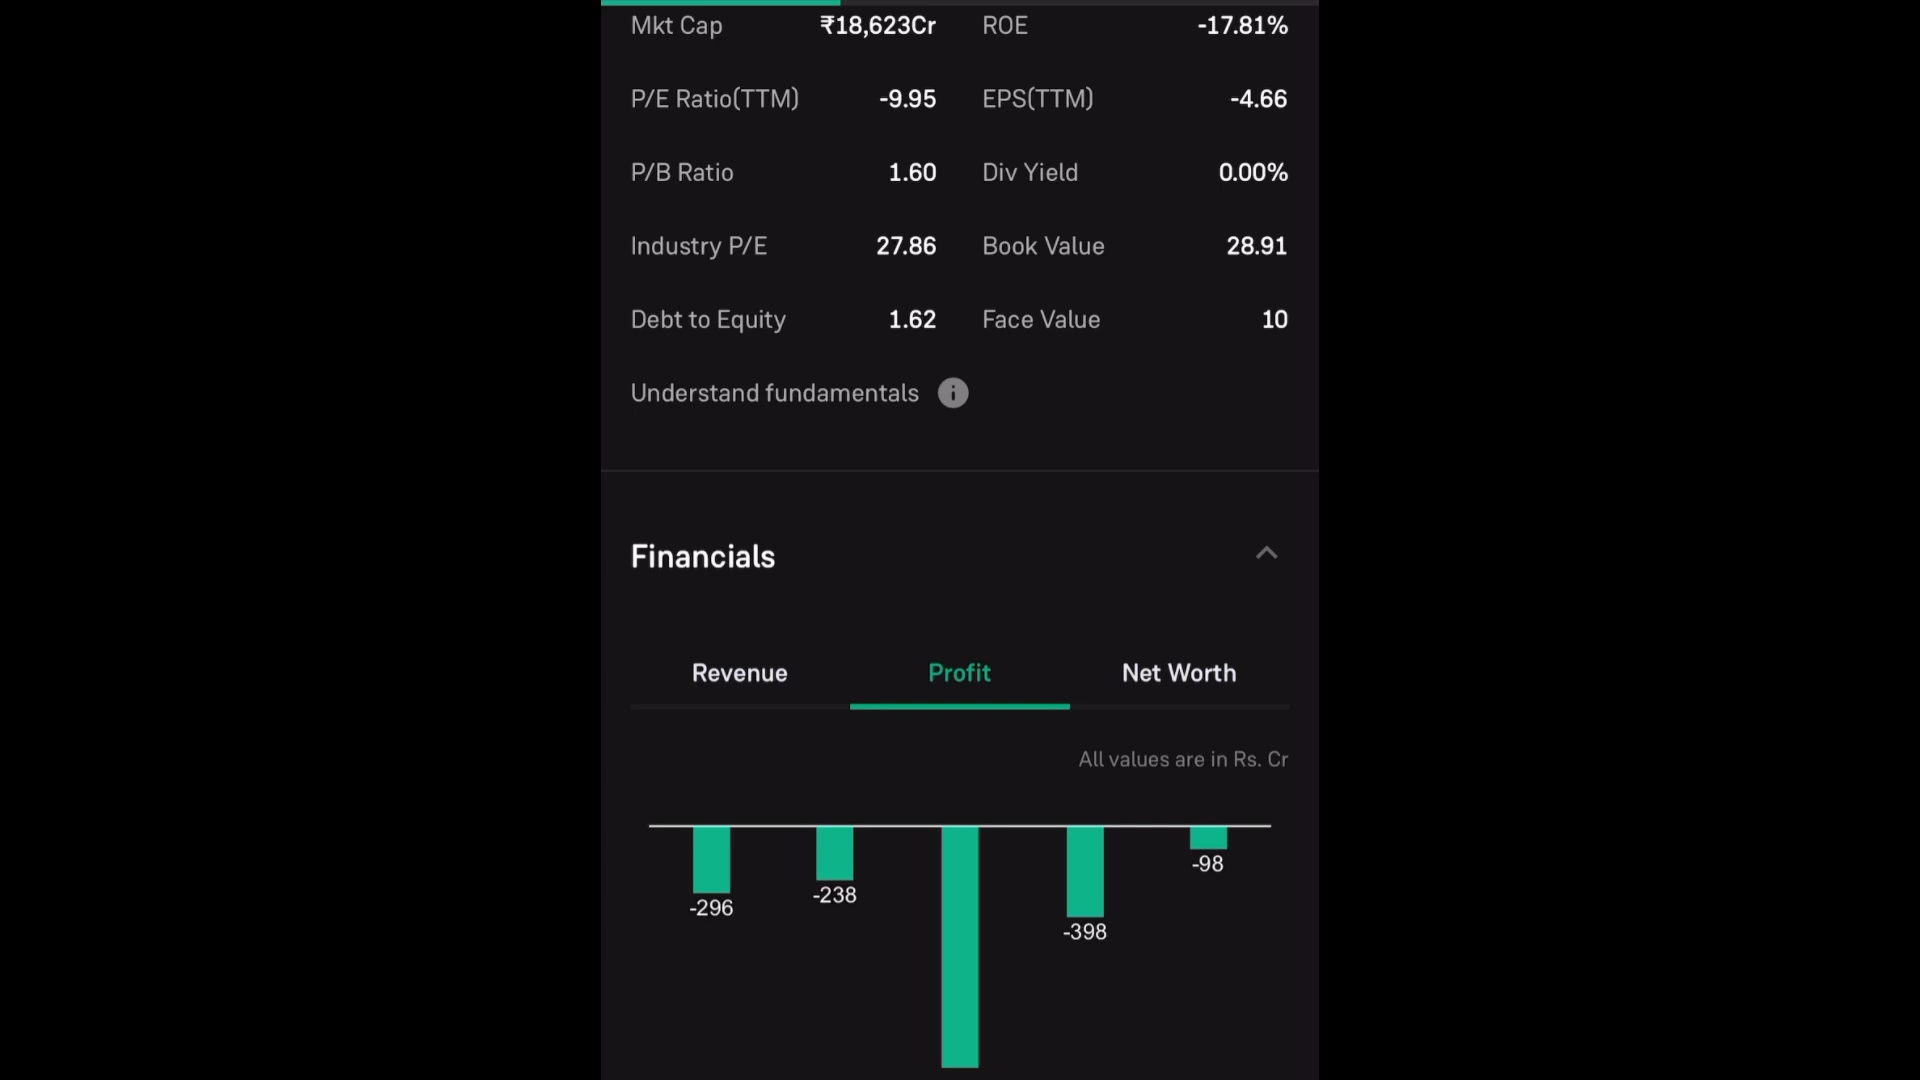 Mkt Cap ₹18,623Cr ROE -17.81%
P/E Ratio(TTM) -9.95 EPS(TTM) -4.66
P/B Ratio 1.60 Div Yield 0.00%
Industry P/E 27.86 Book Value 28.91
Debt to Equity 1.62 Face Value 10
Understand fundamentals
Financials
Revenue Profit Net Worth
All values are in Rs. Cr
-296 -238 -398 -98